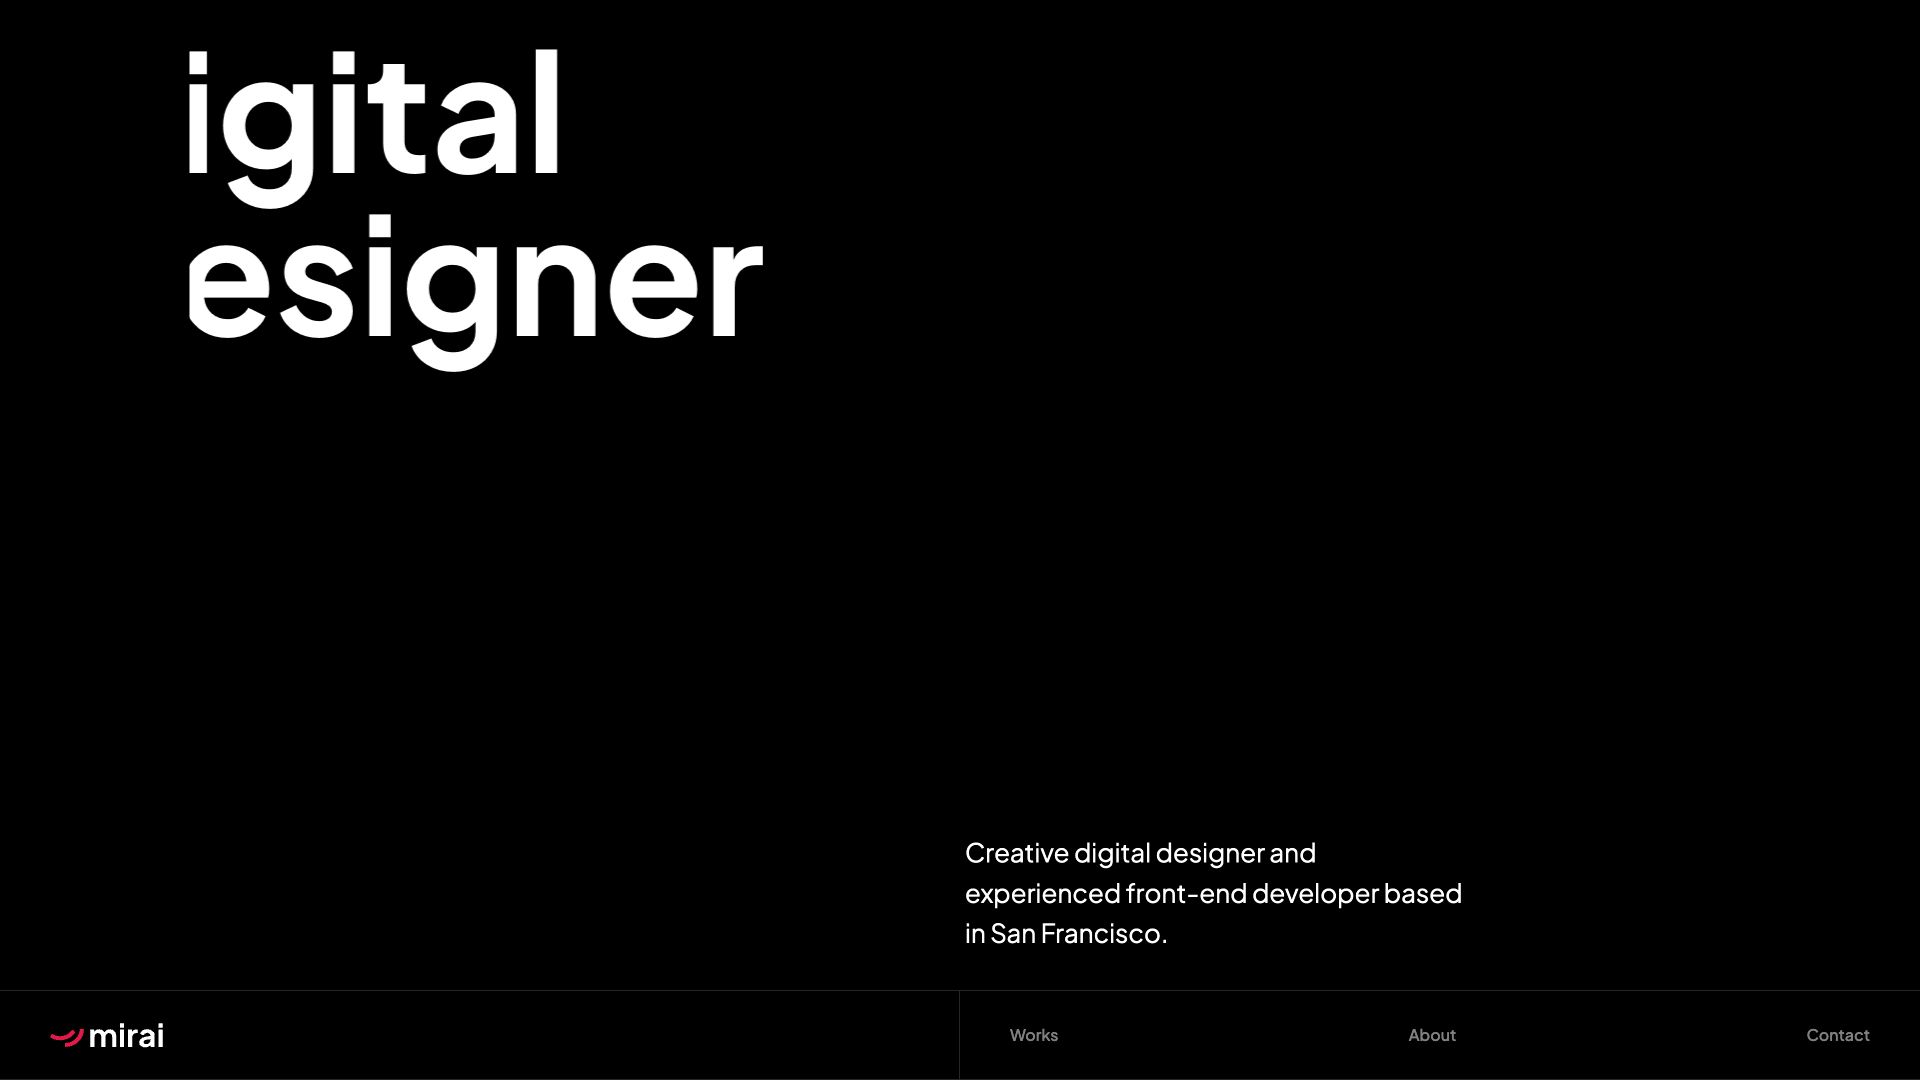 igital
esigner
Creative digital designer and
experienced front-end developer based
in San Francisco.
mirai
Works
About
Contact